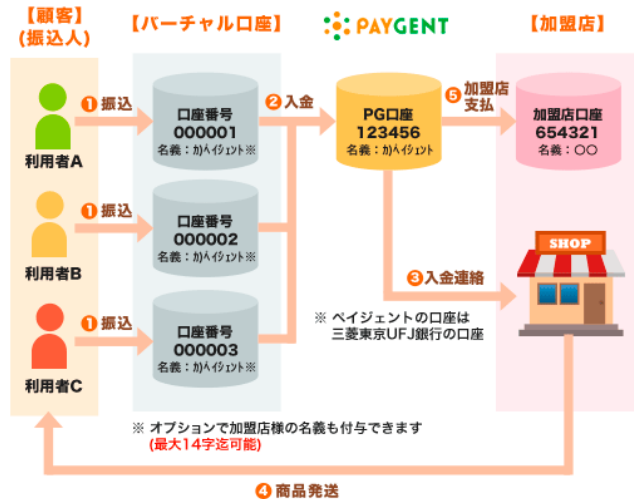 【顧客】
(振込人)
【バーチャル口座】
PAYGENT
【加盟店】
1 振込
口座番号
000001
名義：カ)ペイジェント※
2 入金
PG口座
123456
名義：カ)ペイジェント
5 加盟店
支払
加盟店口座
654321
名義：〇〇
利用者A
1 振込
口座番号
000002
名義：カ)ペイジェント※
利用者B
SHOP
3 入金連絡
1 振込
口座番号
000003
名義：カ)ペイジェント※
利用者C
※ ペイジェントの口座は
三菱東京UFJ銀行の口座
※ オプションで加盟店様の名義も付与できます
(最大14字迄可能)
4 商品発送